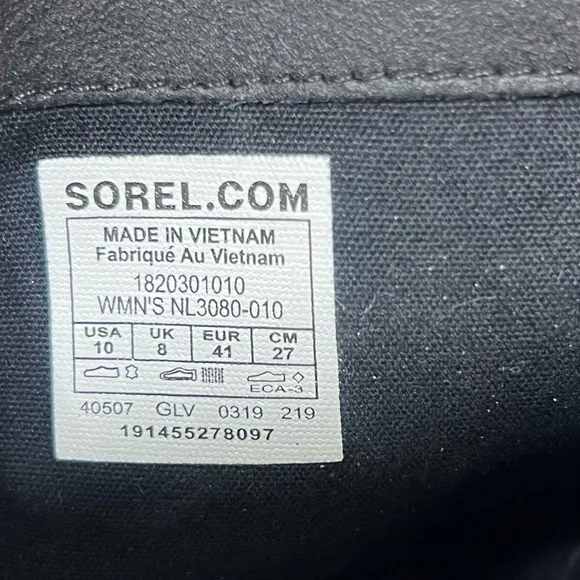 SOREL.COM
MADE IN VIETNAM
Fabriqué Au Vietnam
1820301010
WMN'S NL3080-010
USA UK EUR CM
10 8 41 27
ECA-3
40507 GLV 0319 219
191455278097